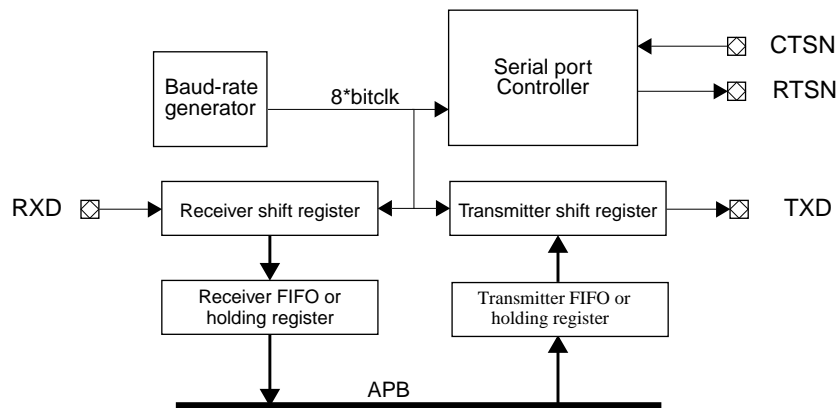 CTSN
Baud-rate
generator
8*bitclk
Serial port
Controller
RTSN
RXD
Receiver shift register
Transmitter shift register
TXD
Receiver FIFO or
holding register
Transmitter FIFO or
holding register
APB